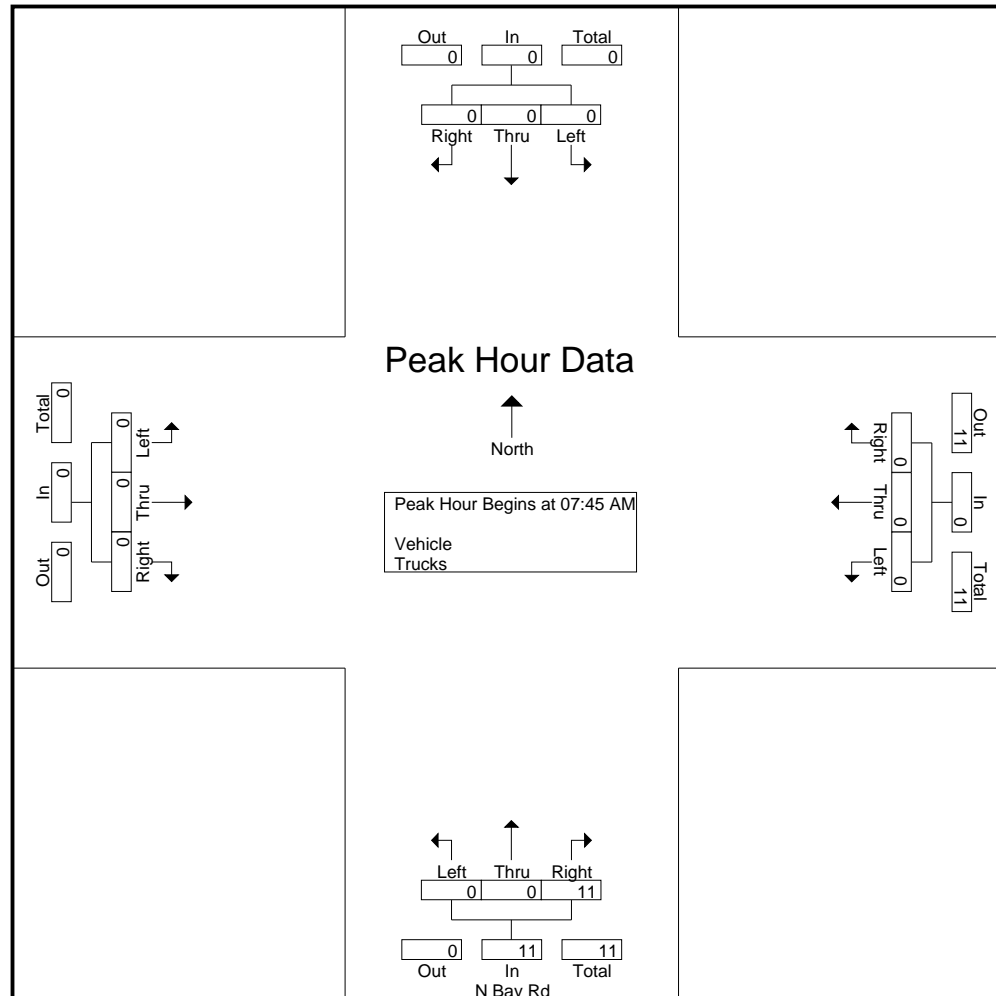 Out In Total
0 0 0
0 0 0
Right Thru Left
Peak Hour Data
North
Peak Hour Begins at 07:45 AM
Vehicle
Trucks
Total In Out
0 0 0
0 0 0
Left Thru Right
Out In Total
11 0 11
Right Thru Left
0 0 0
Left Thru Right
0 0 11
0 11 11
Out In Total
N Bay Rd